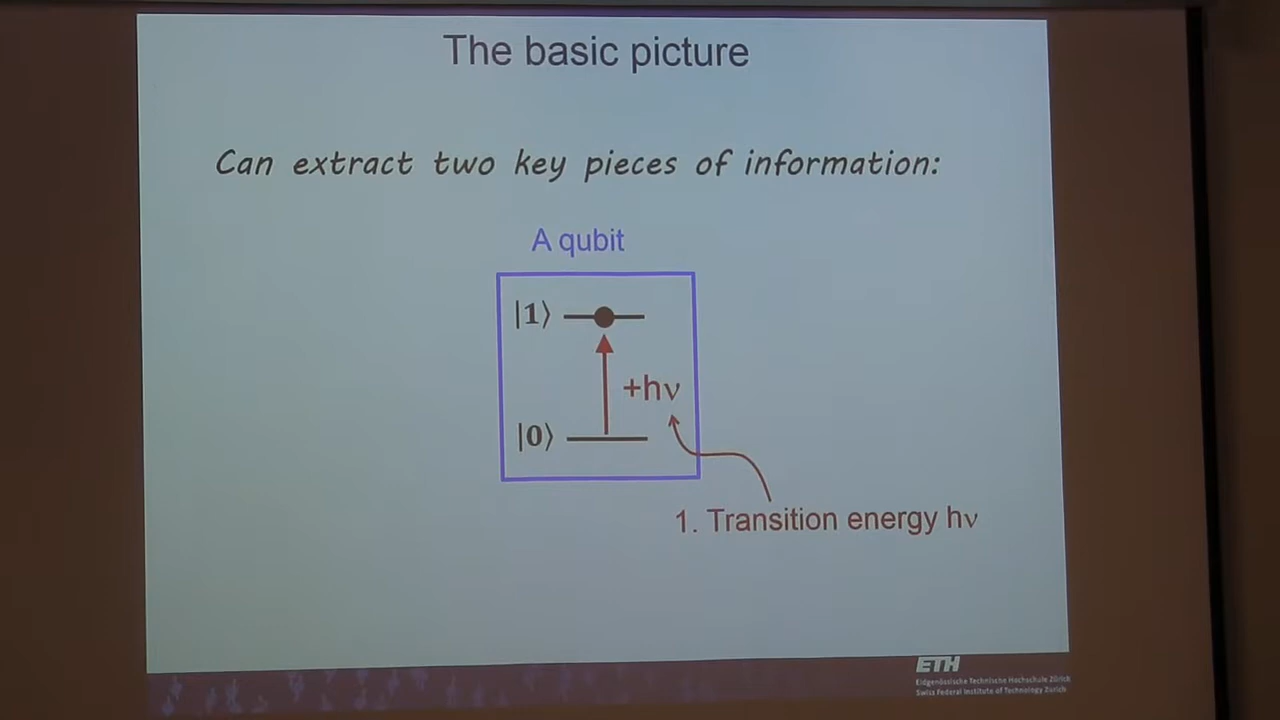 The basic picture
Can extract two key pieces of information:
A qubit
|1⟩
+hν
|0⟩
1. Transition energy hν
ETH
Eidgenössische Technische Hochschule Zürich
Swiss Federal Institute of Technology Zurich